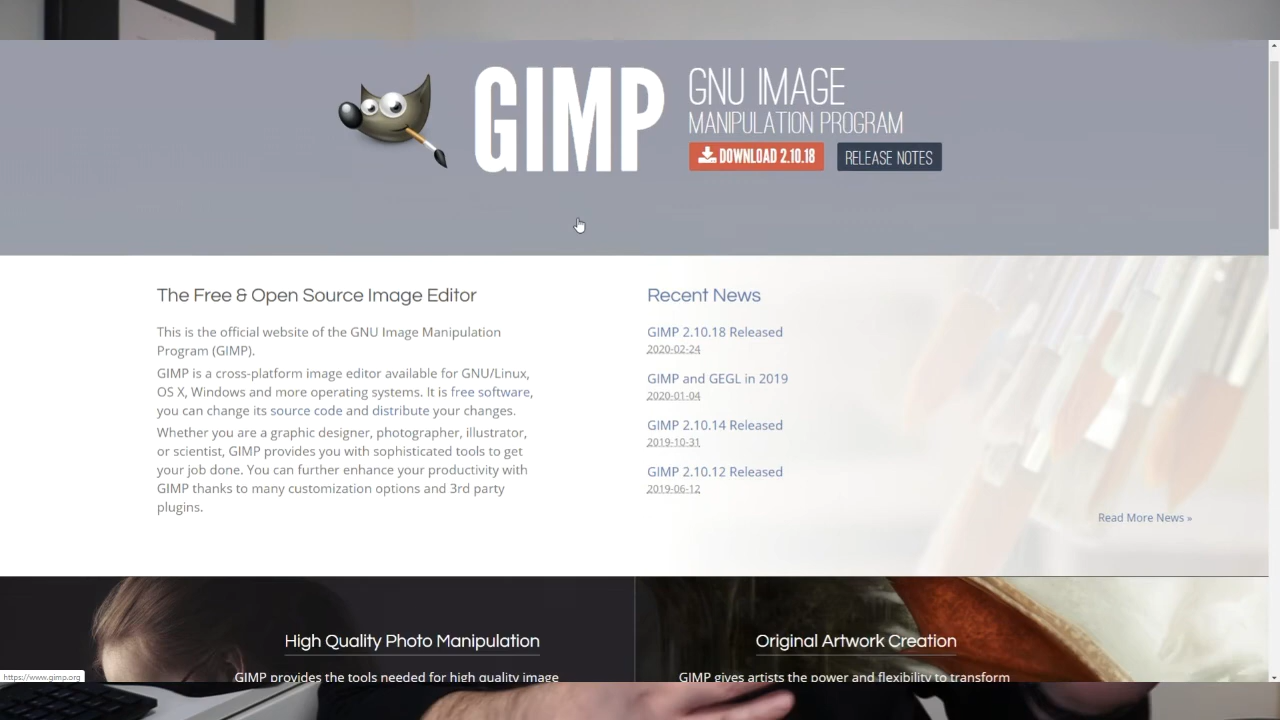 GIMP
GNU IMAGE
MANIPULATION PROGRAM
DOWNLOAD 2.10.18
RELEASE NOTES
The Free & Open Source Image Editor
This is the official website of the GNU Image Manipulation
Program (GIMP).
GIMP is a cross-platform image editor available for GNU/Linux,
OS X, Windows and more operating systems. It is free software,
you can change its source code and distribute your changes.
Whether you are a graphic designer, photographer, illustrator,
or scientist, GIMP provides you with sophisticated tools to get
your job done. You can further enhance your productivity with
GIMP thanks to many customization options and 3rd party
plugins.
Recent News
GIMP 2.10.18 Released
2020-02-24
GIMP and GEGL in 2019
2020-01-04
GIMP 2.10.14 Released
2019-10-31
GIMP 2.10.12 Released
2019-06-12
Read More News »
High Quality Photo Manipulation
GIMP provides the tools needed for high quality image
Original Artwork Creation
GIMP gives artists the power and flexibility to transform
https://www.gimp.org